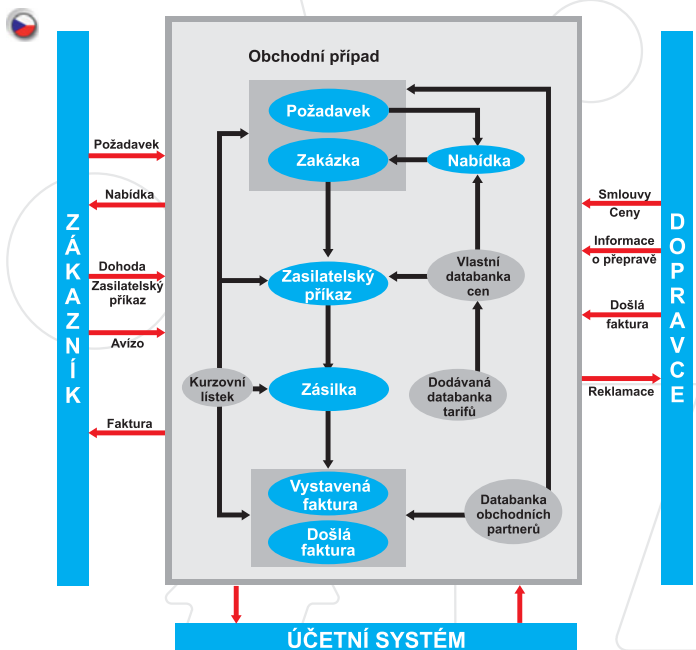 Obchodní případ
Požadavek
Zakázka
Nabídka
Zasilatelský
příkaz
Vlastní
databanka
cen
Kurzovní
lístek
Zásilka
Dodávaná
databanka
tarifů
Vystavená
faktura
Došlá
faktura
Databanka
obchodních
partnerů
ZÁKAZNÍK
Požadavek
Nabídka
Dohoda
Zasilatelský
příkaz
Avízo
Faktura
Smlouvy
Ceny
Informace
o přepravě
Došlá
faktura
Reklamace
DOPRAVCE
ÚČETNÍ SYSTÉM